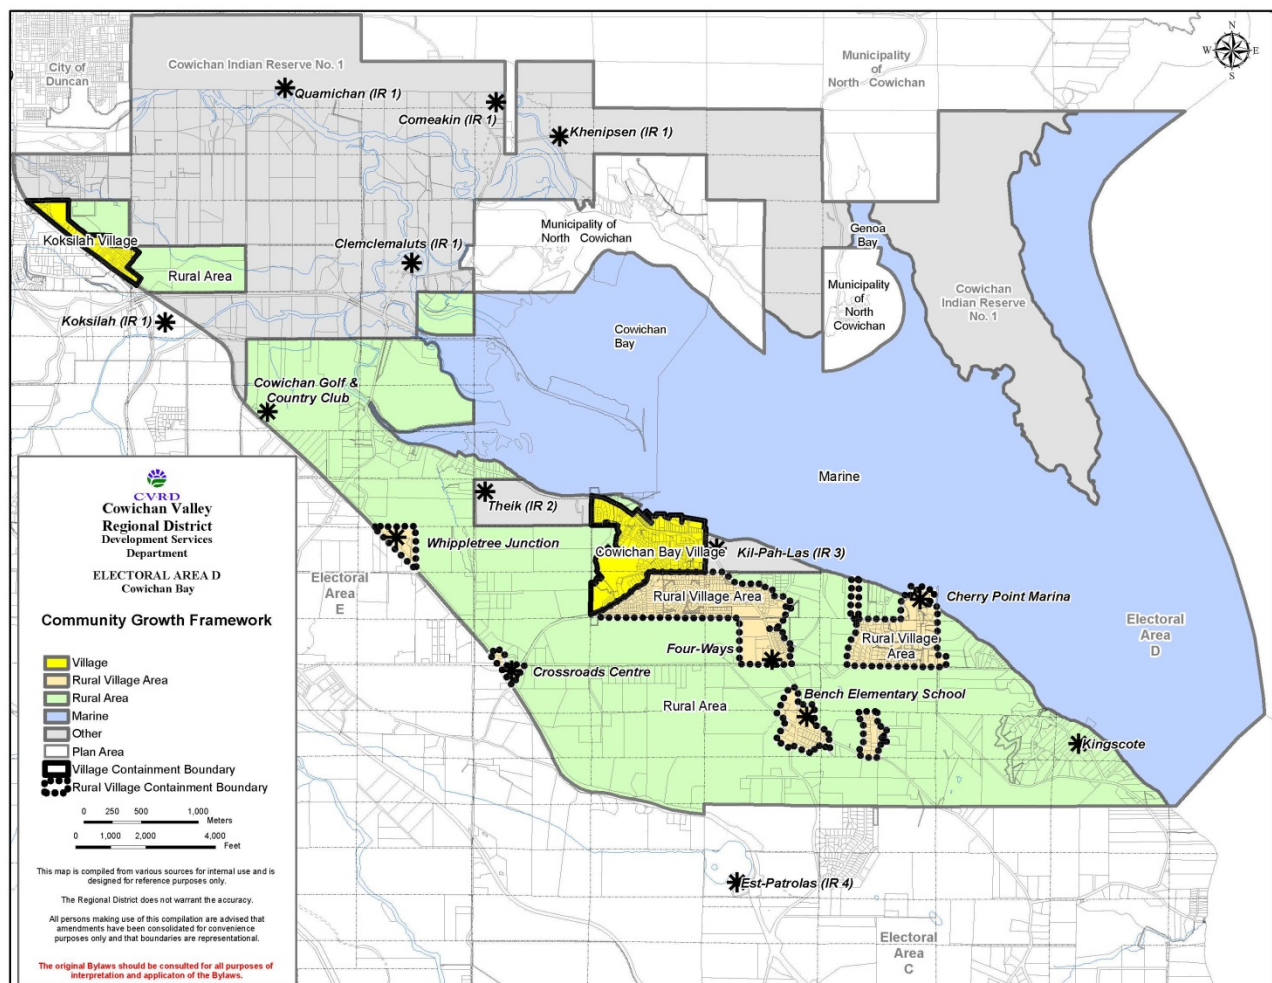 City of
Duncan
Cowichan Indian Reserve No. 1
Quamichan (IR 1)
Comeakin (IR 1)
Khenipsen (IR 1)
Municipality
of
North Cowichan
N
W
E
S
Koksilah Village
Rural Area
Clemclemaluts (IR 1)
Municipality of
North Cowichan
Genoa
Bay
Municipality
of
North
Cowichan
Cowichan
Indian Reserve
No. 1
Koksilah (IR 1)
Cowichan
Bay
Cowichan Golf &
Country Club
Marine
Theik (IR 2)
Whippletree Junction
Cowichan Bay Village
Kil-Pah-Las (IR 3)
Electoral
Area
E
Rural Village Area
Cherry Point Marina
Four-Ways
Rural Village
Area
Electoral
Area
D
Crossroads Centre
Rural Area
Bench Elementary School
Kingscote
Est-Patrolas (IR 4)
Electoral
Area
C
CVRD
Cowichan Valley
Regional District
Development Services
Department
ELECTORAL AREA D
Cowichan Bay
Community Growth Framework
Village
Rural Village Area
Rural Area
Marine
Other
Plan Area
Village Containment Boundary
Rural Village Containment Boundary
0 250 500 1,000
Meters
0 1,000 2,000 4,000
Feet
This map is compiled from various sources for internal use and is
designed for reference purposes only.
The Regional District does not warrant the accuracy.
All persons making use of this compilation are advised that
amendments have been consolidated for convenience
purposes only and that boundaries are representational.
The original Bylaws should be consulted for all purposes of
interpretation and applicaton of the Bylaws.